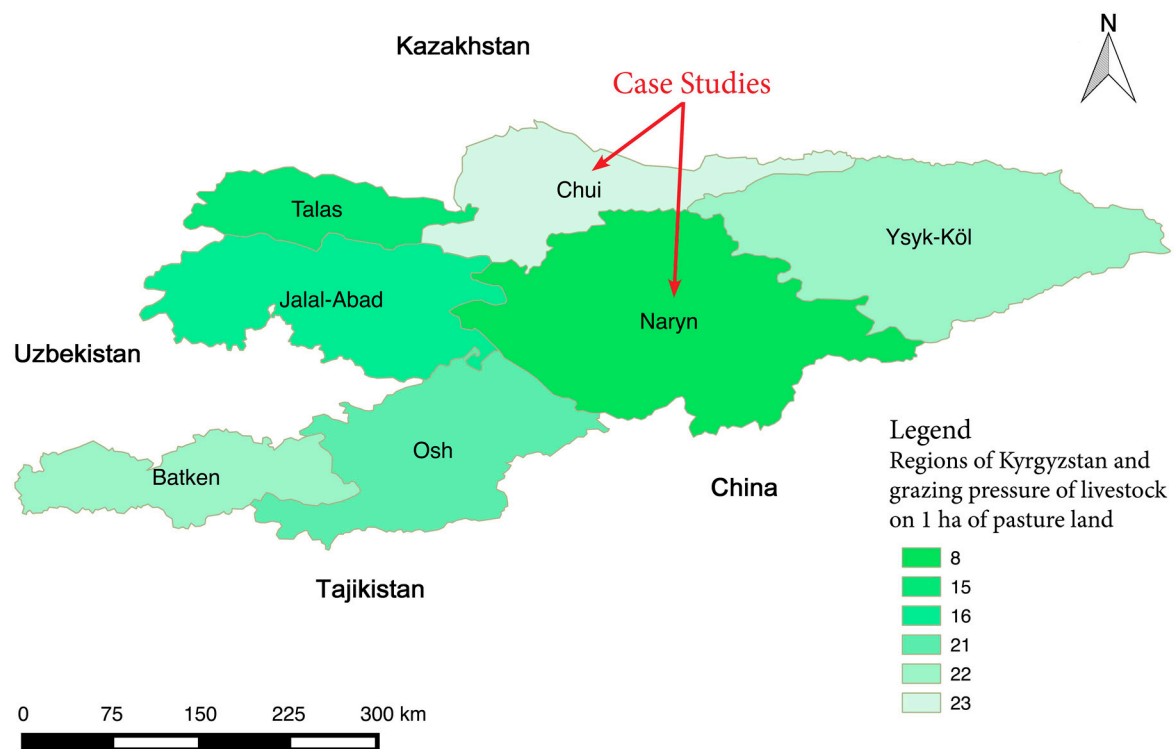 N
Kazakhstan
Case Studies
Chui
Talas
Ysyk-Köl
Jalal-Abad
Naryn
Uzbekistan
Osh
Batken
China
Tajikistan
Legend
Regions of Kyrgyzstan and
grazing pressure of livestock
on 1 ha of pasture land
8
15
16
21
22
23
0 75 150 225 300 km